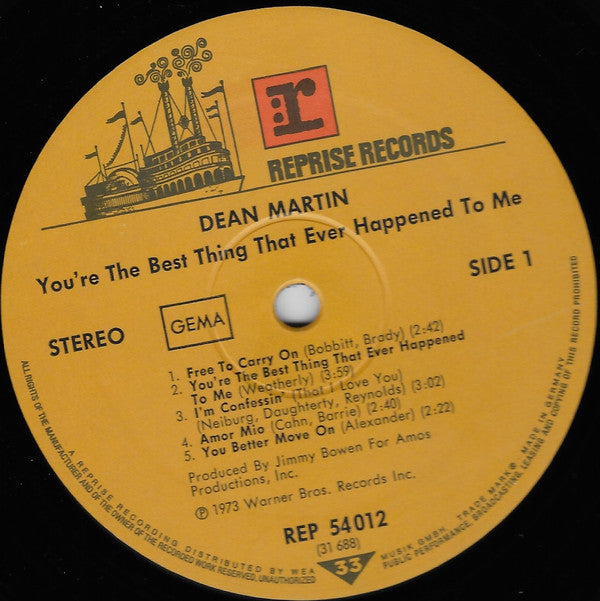 r
REPRISE RECORDS
DEAN MARTIN
You're The Best Thing That Ever Happened To Me
STEREO
GEMA
SIDE 1
1. Free To Carry On (Bobbitt, Brady) (2:42)
2. You're The Best Thing That Ever Happened
To Me (Weatherly) (3:59)
3. I'm Confessin' (That I Love You)
(Neiburg, Daughterty, Reynolds) (3:02)
4. Amor Mio (Cahn, Barrie) (2:40)
5. You Better Move On (Alexander) (2:22)
Produced By Jimmy Bowen For Amos
Productions, Inc.
Ⓟ 1973 Warner Bros. Records Inc.
REP 54012
(31 688)
33
ALL RIGHTS OF THE MANUFACTURER AND OF THE OWNER OF THE RECORDED WORK RESERVED, UNAUTHORIZED
PUBLIC PERFORMANCE, BROADCASTING, LEASING AND COPYING OF THIS RECORD PROHIBITED
A REPRISE RECORDING DISTRIBUTED BY WEA
MUSIK GMBH. TRADE MARK ® MADE IN GERMANY